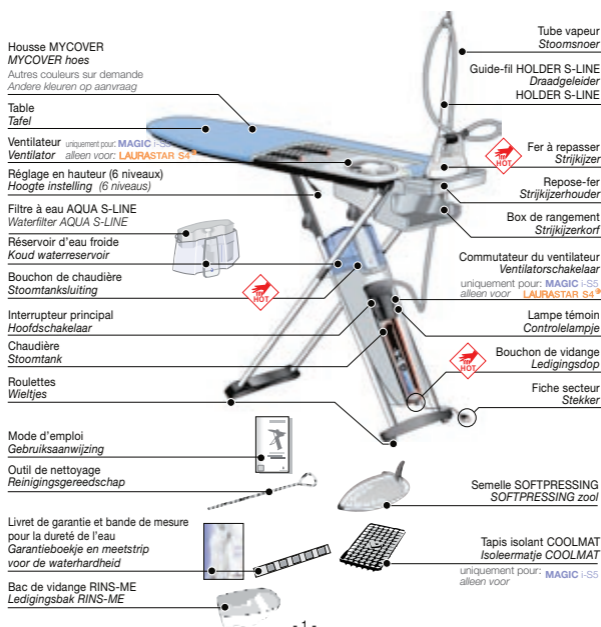 Housse MYCOVER
MYCOVER hoes
Autres couleurs sur demande
Andere kleuren op aanvraag
Table
Tafel
Ventilateur uniquement pour: MAGIC i-S5
Ventilator alleen voor: LAURASTAR S4
Réglage en hauteur (6 niveaux)
Hoogte instelling (6 niveaus)
Filtre à eau AQUA S-LINE
Waterfilter AQUA S-LINE
Réservoir d'eau froide
Koud waterreservoir
Bouchon de chaudière
Stoomtanksluiting
Interrupteur principal
Hoofdschakelaar
Chaudière
Stoomtank
Roulettes
Wieltjes
Mode d'emploi
Gebruiksaanwijzing
Outil de nettoyage
Reinigingsgereedschap
Livret de garantie et bande de mesure
pour la dureté de l'eau
Garantieboekje en meetstrip
voor de waterhardheid
Bac de vidange RINS-ME
Ledigingsbak RINS-ME
HOT
Tube vapeur
Stoomsnoer
Guide-fil HOLDER S-LINE
Draadgeleider
HOLDER S-LINE
HOT
Fer à repasser
Strijkijzer
Repose-fer
Strijkijzerhouder
Box de rangement
Strijkijzerkorf
Commutateur du ventilateur
Ventilatorschakelaar
uniquement pour: MAGIC i-S5
alleen voor LAURASTAR S4
Lampe témoin
Controlelampje
HOT
Bouchon de vidange
Ledigingsdop
Fiche secteur
Stekker
Semelle SOFTPRESSING
SOFTPRESSING zool
Tapis isolant COOLMAT
Isoleermatje COOLMAT
uniquement pour: MAGIC i-S5
alleen voor
- 1 -